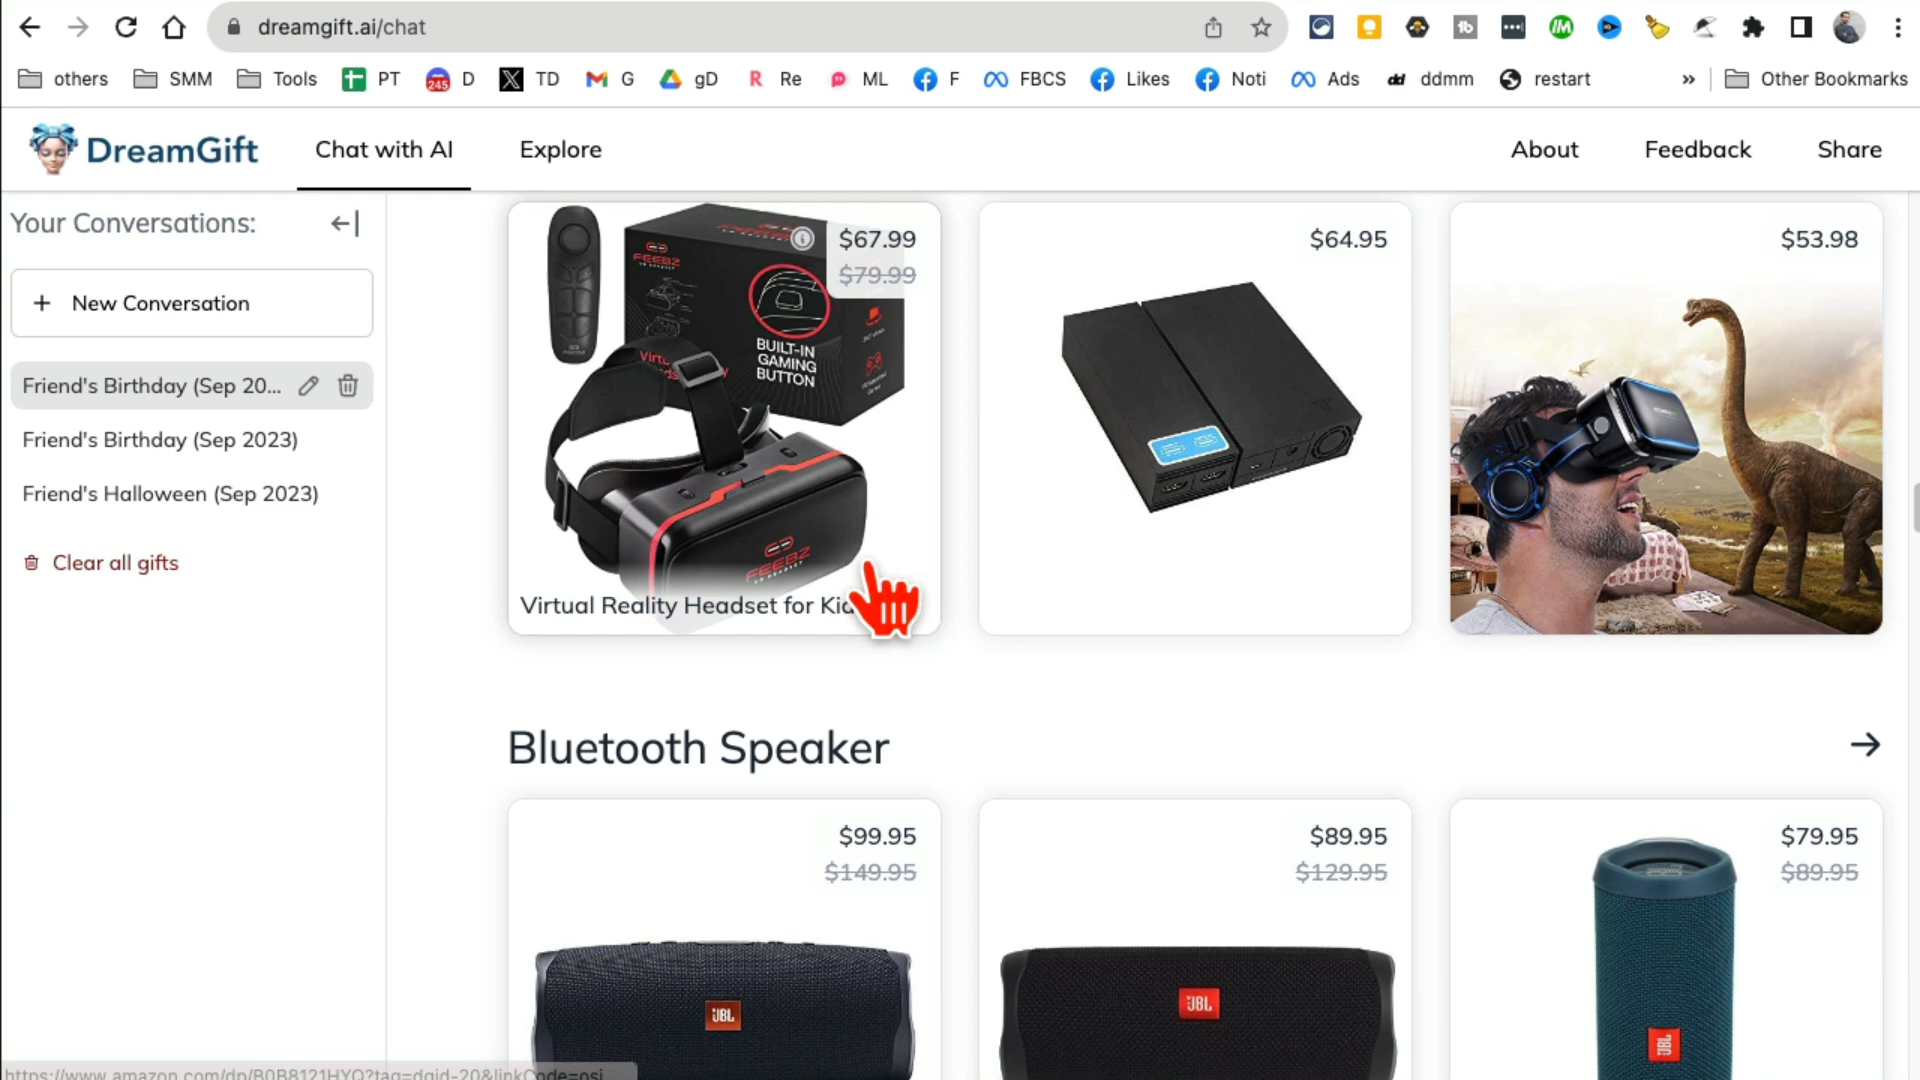 dreamgift.ai/chat
others
SMM
Tools
PT
245
D
TD
G
gD
R
Re
ML
F
FBCS
Likes
Noti
Ads
dd
ddmm
restart
»
Other Bookmarks
DreamGift
Chat with AI
Explore
About
Feedback
Share
Your Conversations:
+ New Conversation
Friend's Birthday (Sep 20...
Friend's Birthday (Sep 2023)
Friend's Halloween (Sep 2023)
Clear all gifts
$67.99
$79.99
FEEBZ
BUILT-IN
GAMING
BUTTON
FEEBZ
Virtual Reality Headset for
$64.95
$53.98
Bluetooth Speaker
$99.95
$149.95
JBL
$89.95
$129.95
JBL
$79.95
$89.95
JBL
https://www.amazon.com/dp/B0B8121HYQ?tag=dgid-20&linkCode=osi